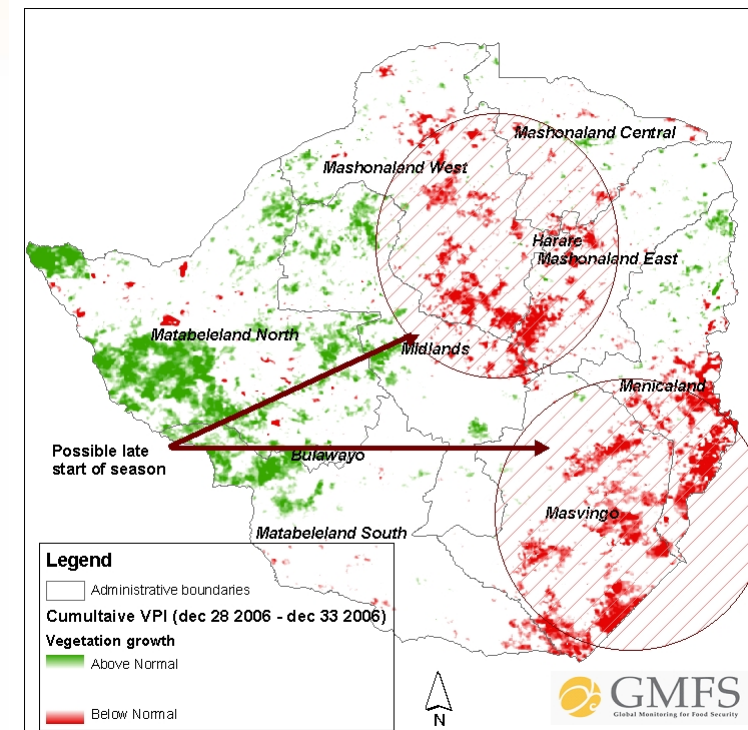 Mashonaland Central
Mashonaland West
Harare
Mashonaland East
Matabeleland North
Midlands
Manicaland
Possible late
start of season
Bulawayo
Masvingo
Matabeleland South
Legend
Administrative boundaries
Cumultaive VPI (dec 28 2006 - dec 33 2006)
Vegetation growth
Above Normal
Below Normal
N
GMFS
Global Monitoring for Food Security